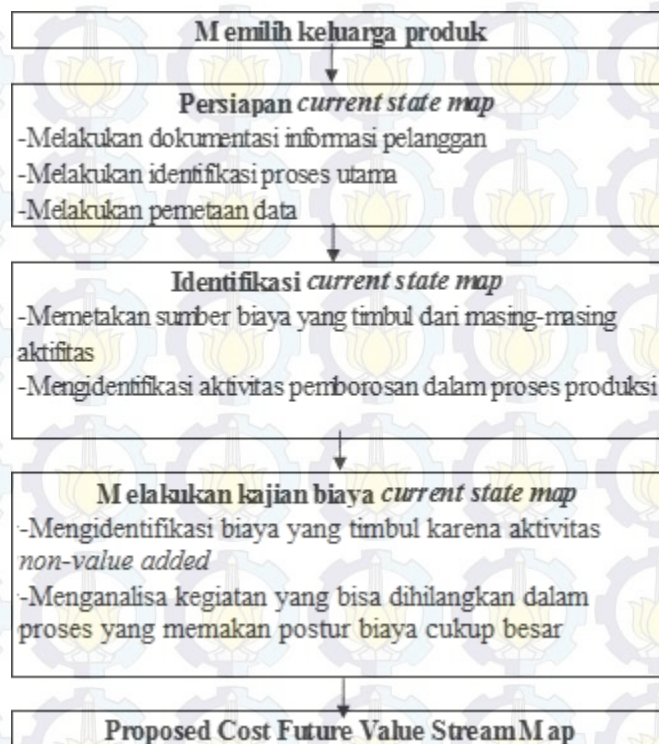 Memilih keluarga produk
Persiapan current state map
-Melakukan dokumentasi informasi pelanggan
-Melakukan identifikasi proses utama
-Melakukan pemetaan data
Identifikasi current state map
-Memetakan sumber biaya yang timbul dari masing-masing
aktifitas
-Mengidentifikasi aktivitas pemborosan dalam proses produksi
Melakukan kajian biaya current state map
-Mengidentifikasi biaya yang timbul karena aktivitas
non-value added
-Menganalisa kegiatan yang bisa dihilangkan dalam
proses yang memakan postur biaya cukup besar
Proposed Cost Future Value Stream Map